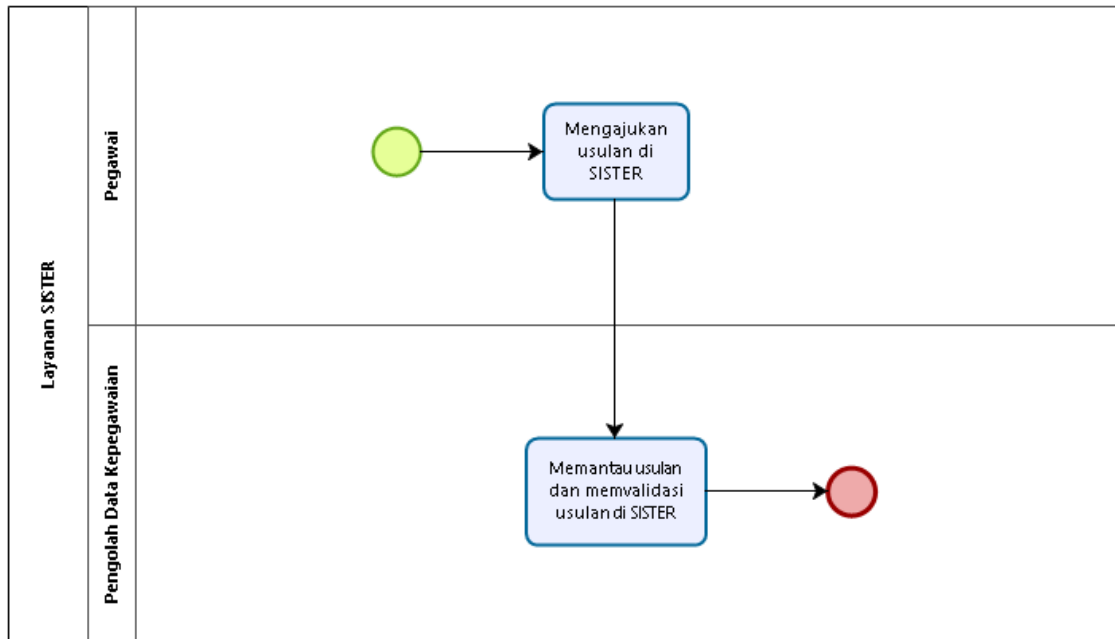 Layanan SISTER
Pegawai
Mengajukan
usulan di
SISTER
Pengolah Data Kepegawaian
Memantau usulan
dan memvalidasi
usulan di SISTER